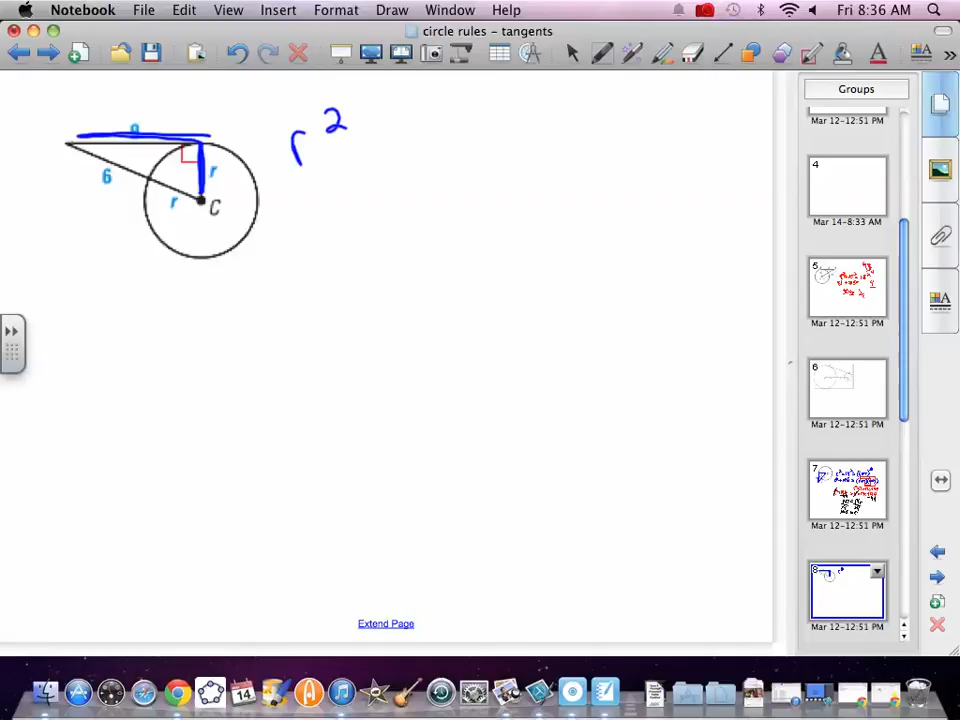 Notebook File Edit View Insert Format Draw Window Help Fri 8:36 AM
circle rules - tangents
Groups
Mar 12-12:51 PM
4
Mar 14-8:33 AM
5
Mar 12-12:51 PM
6
Mar 12-12:51 PM
7
Mar 12-12:51 PM
8
Mar 12-12:51 PM
r 2
6
r
r
C
Extend Page
14